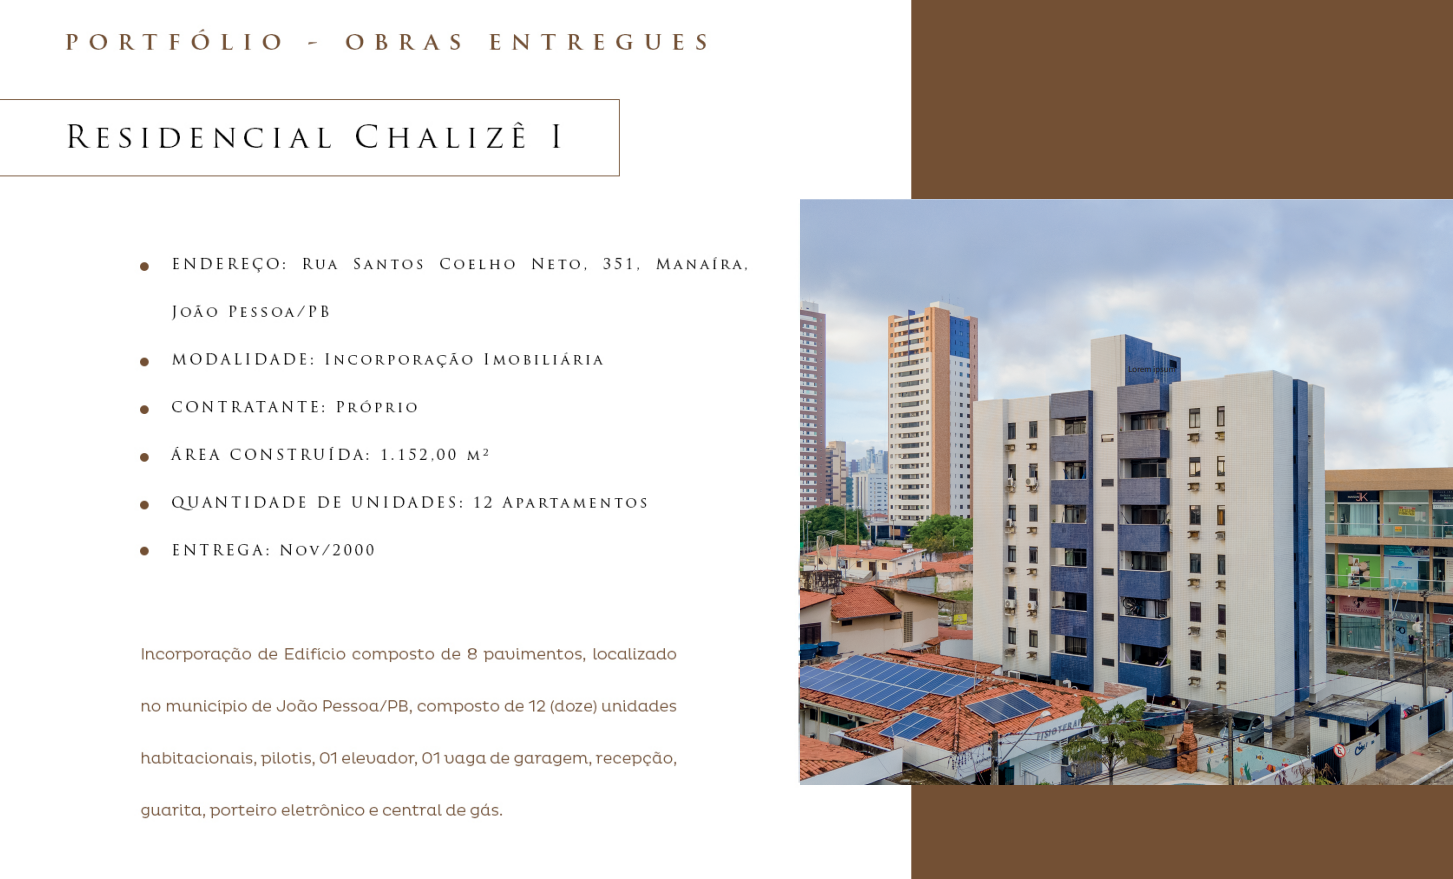 PORTFÓLIO - OBRAS ENTREGUES
Residencial Chalizê I
ENDEREÇO: Rua Santos Coelho Neto, 351, Manaíra,
João Pessoa/PB
MODALIDADE: Incorporação Imobiliária
CONTRATANTE: Próprio
ÁREA CONSTRUÍDA: 1.152,00 m²
QUANTIDADE DE UNIDADES: 12 Apartamentos
ENTREGA: Nov/2000
Lorem ipsum
FISIOTERAPIA
Incorporação de Edifício composto de 8 pavimentos, localizado
no município de João Pessoa/PB, composto de 12 (doze) unidades
habitacionais, pilotis, 01 elevador, 01 vaga de garagem, recepção,
guarita, porteiro eletrônico e central de gás.